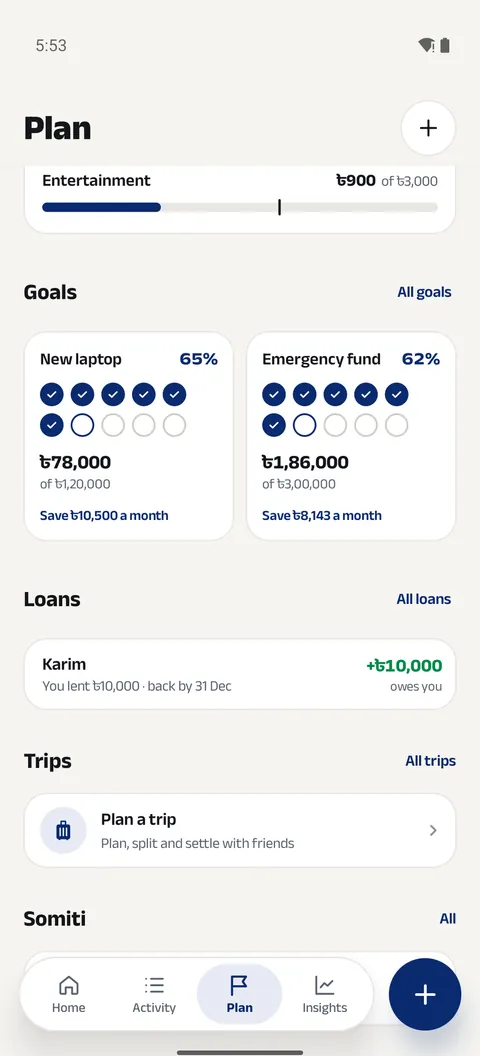 5:53
Plan
Entertainment ৳900 of ৳3,000
Goals All goals
New laptop 65%
৳78,000
of ৳1,20,000
Save ৳10,500 a month
Emergency fund 62%
৳1,86,000
of ৳3,00,000
Save ৳8,143 a month
Loans All loans
Karim +৳10,000
You lent ৳10,000 · back by 31 Dec owes you
Trips All trips
Plan a trip
Plan, split and settle with friends
Somiti All
Home Activity Plan Insights